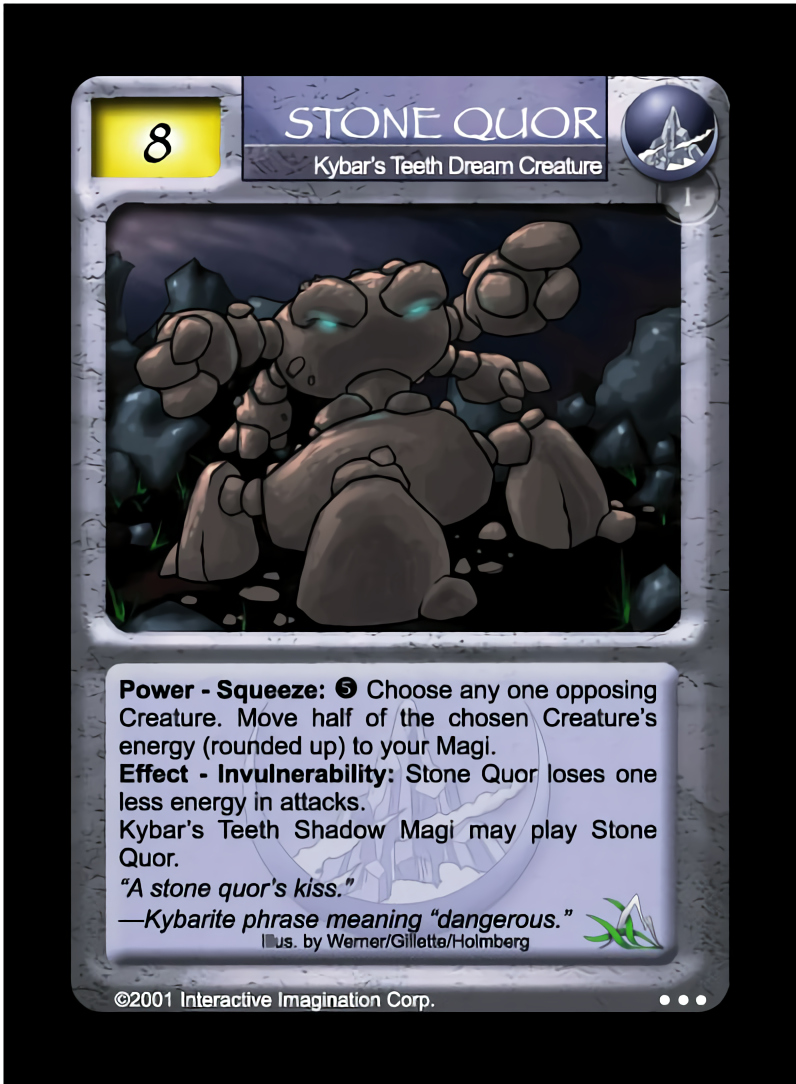 8
STONE QUOR
Kybar's Teeth Dream Creature
1
Power - Squeeze: ❺ Choose any one opposing
Creature. Move half of the chosen Creature's
energy (rounded up) to your Magi.
Effect - Invulnerability: Stone Quor loses one
less energy in attacks.
Kybar's Teeth Shadow Magi may play Stone
Quor.
"A stone quor's kiss."
—Kybarite phrase meaning "dangerous."
Illus. by Werner/Gillette/Holmberg
©2001 Interactive Imagination Corp.